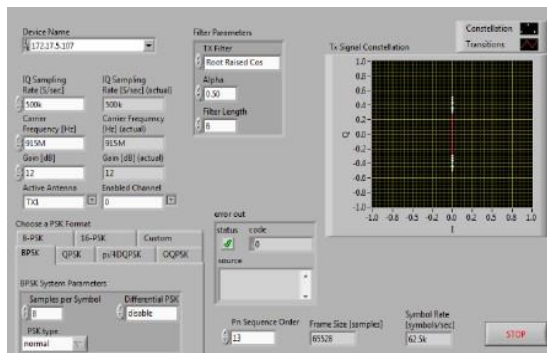 Device Name
172.17.5.107
IQ Sampling Rate [S/sec]
500k
IQ Sampling Rate [S/sec] (actual)
500k
Carrier Frequency [Hz]
915M
Carrier Frequency [Hz] (actual)
915M
Gain [dB]
12
Gain [dB] (actual)
12
Active Antenna
TX1
Enabled Channel
0
Filter Parameters
TX Filter
Root Raised Cos
Alpha
0.50
Filter Length
8
Constellation
Transitions
Tx Signal Constellation
1.0
0.8
0.6
0.4
0.2
0.0
-0.2
-0.4
-0.6
-0.8
-1.0
Q
-1.0 -0.8 -0.5 -0.2 0.0 0.2 0.5 0.8 1.0
I
Choose a PSK Format
8-PSK 16-PSK Custom
BPSK QPSK pi/4DQPSK OQPSK
BPSK System Parameters
Samples per Symbol
8
Differential PSK
disable
PSK type
normal
error out
status code
0
source
Pn Sequence Order
13
Frame Size [samples]
65528
Symbol Rate [symbols/sec]
62.5k
STOP